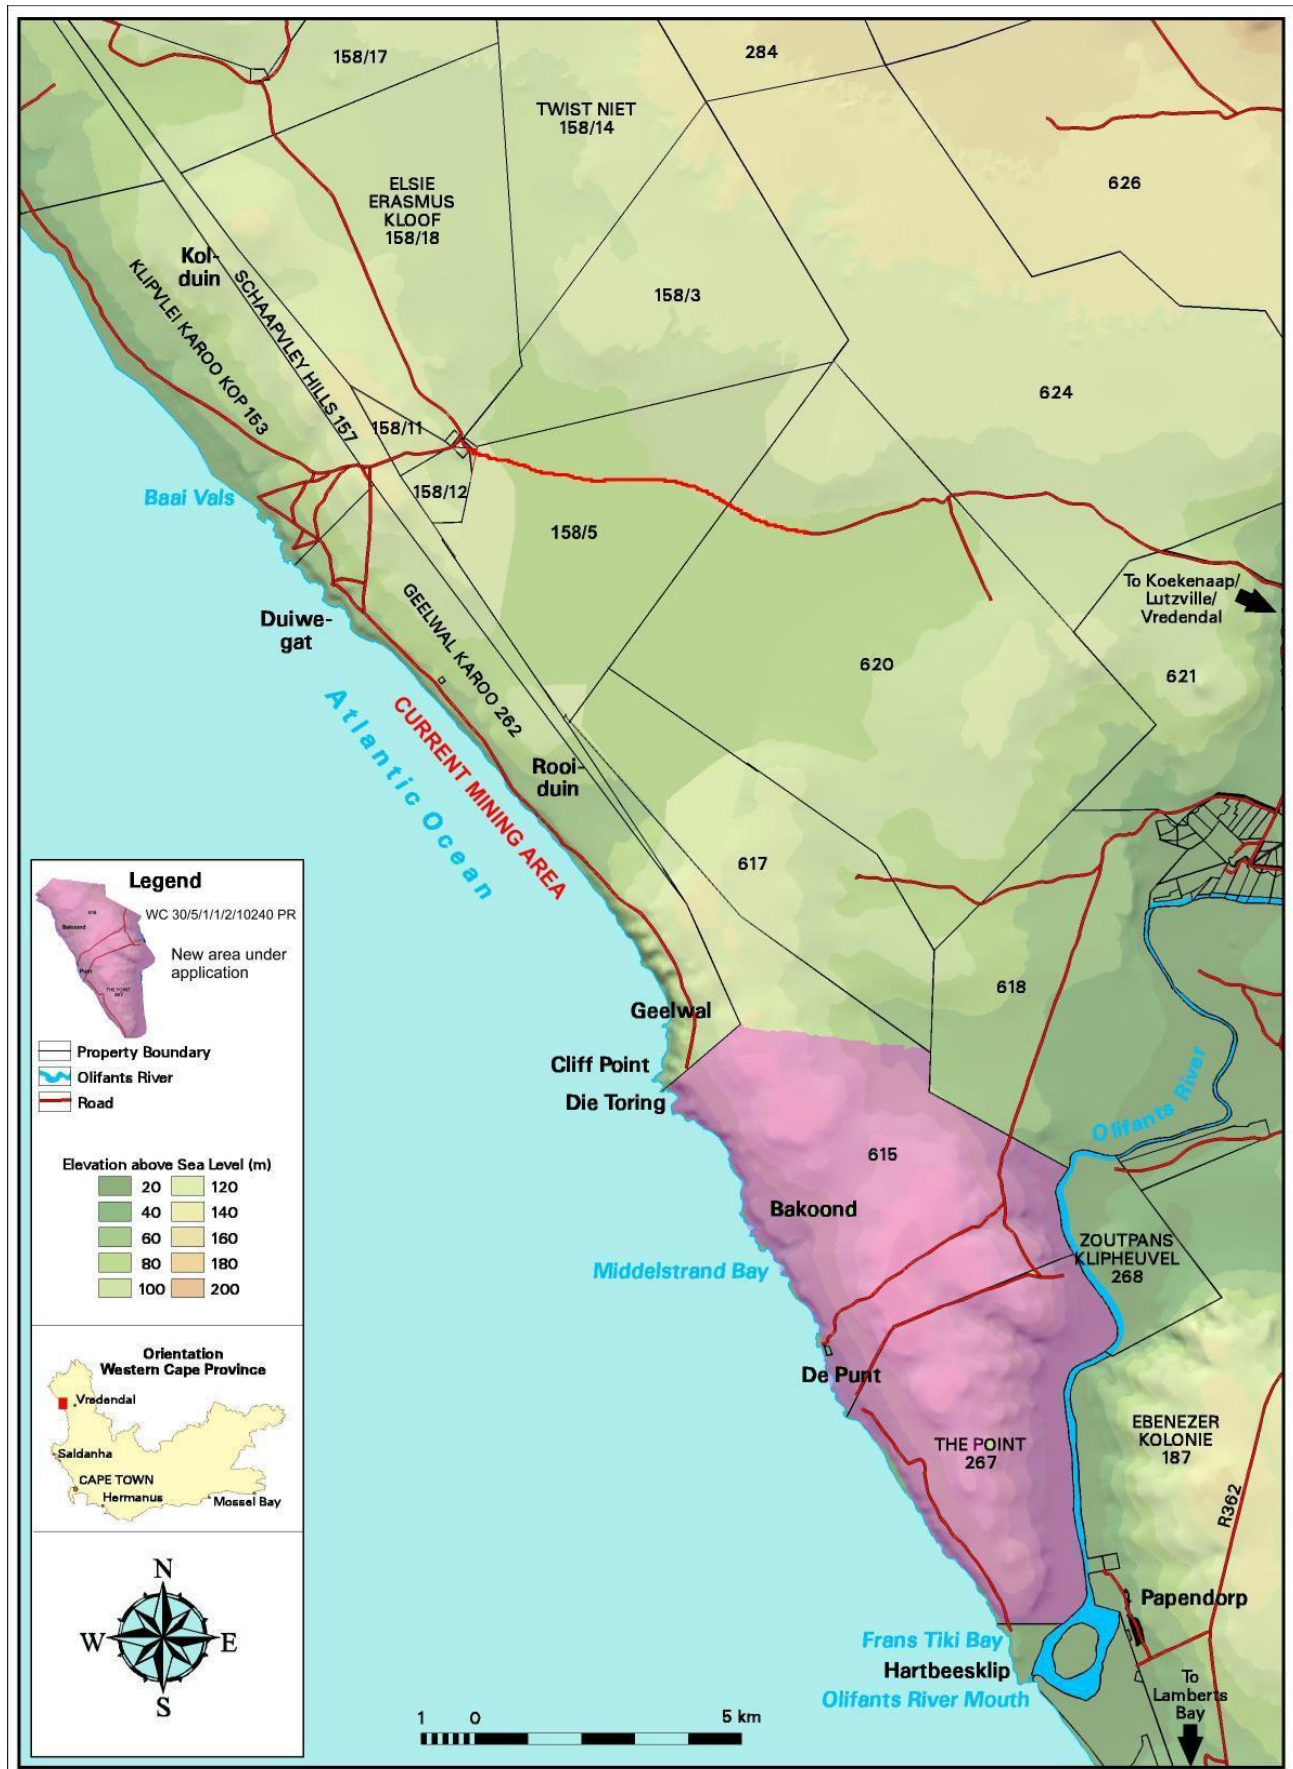 158/17
284
TWIST NIET
158/14
626
ELSIE
ERASMUS
KLOOF
158/18
Kol-
duin
SCHAAPVLEY HILLS 157
KLIPVLEI KAROO KOP 153
158/3
624
158/11
158/12
Baai Vals
158/5
To Koekenaap/
Lutzville/
Vredendal
Duiwe-
gat
GEELWAL KAROO 262
620
621
Atlantic Ocean
CURRENT MINING AREA
Rooi-
duin
617
618
Geelwal
Cliff Point
Die Toring
Olifants River
615
Bakoond
ZOUTPANS
KLIPHEUVEL
268
Middelstrand Bay
De Punt
THE POINT
267
EBENEZER
KOLONIE
187
R362
Papendorp
Frans Tiki Bay
Hartbeesklip
Olifants River Mouth
To
Lamberts
Bay
1 0 5 km
Legend
WC 30/5/1/1/2/10240 PR
New area under
application
Bakoond
THE POINT
Property Boundary
Olifants River
Road
Elevation above Sea Level (m)
20 120
40 140
60 160
80 180
100 200
Orientation
Western Cape Province
Vredendal
Saldanha
CAPE TOWN
Hermanus
Mossel Bay
N
W E
S